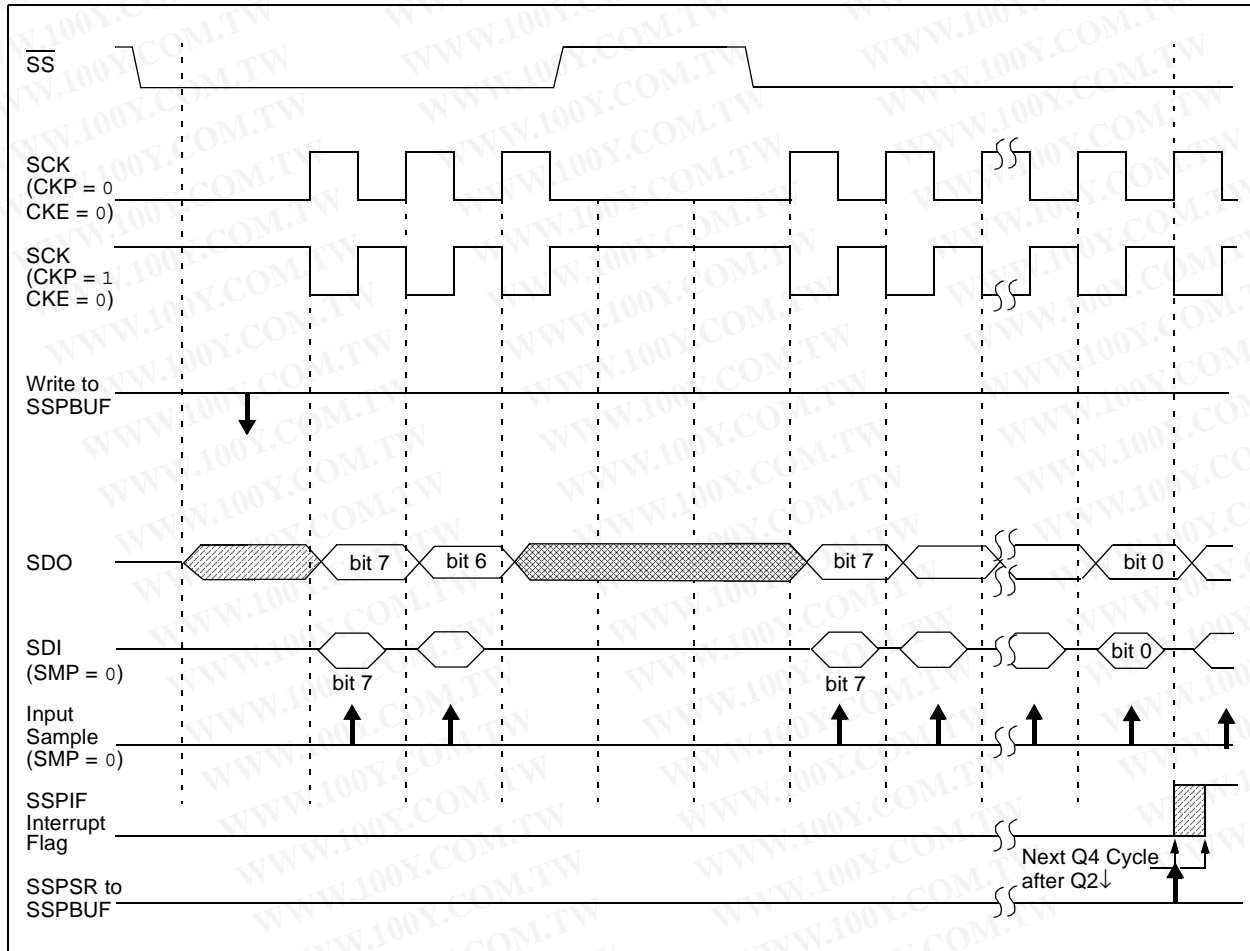 SS
SCK
(CKP = 0
CKE = 0)
SCK
(CKP = 1
CKE = 0)
Write to
SSPBUF
SDO
bit 7
bit 6
bit 7
bit 0
SDI
(SMP = 0)
bit 7
bit 7
bit 0
Input
Sample
(SMP = 0)
SSPIF
Interrupt
Flag
Next Q4 Cycle
after Q2↓
SSPSR to
SSPBUF
WWW.100Y.COM.TW